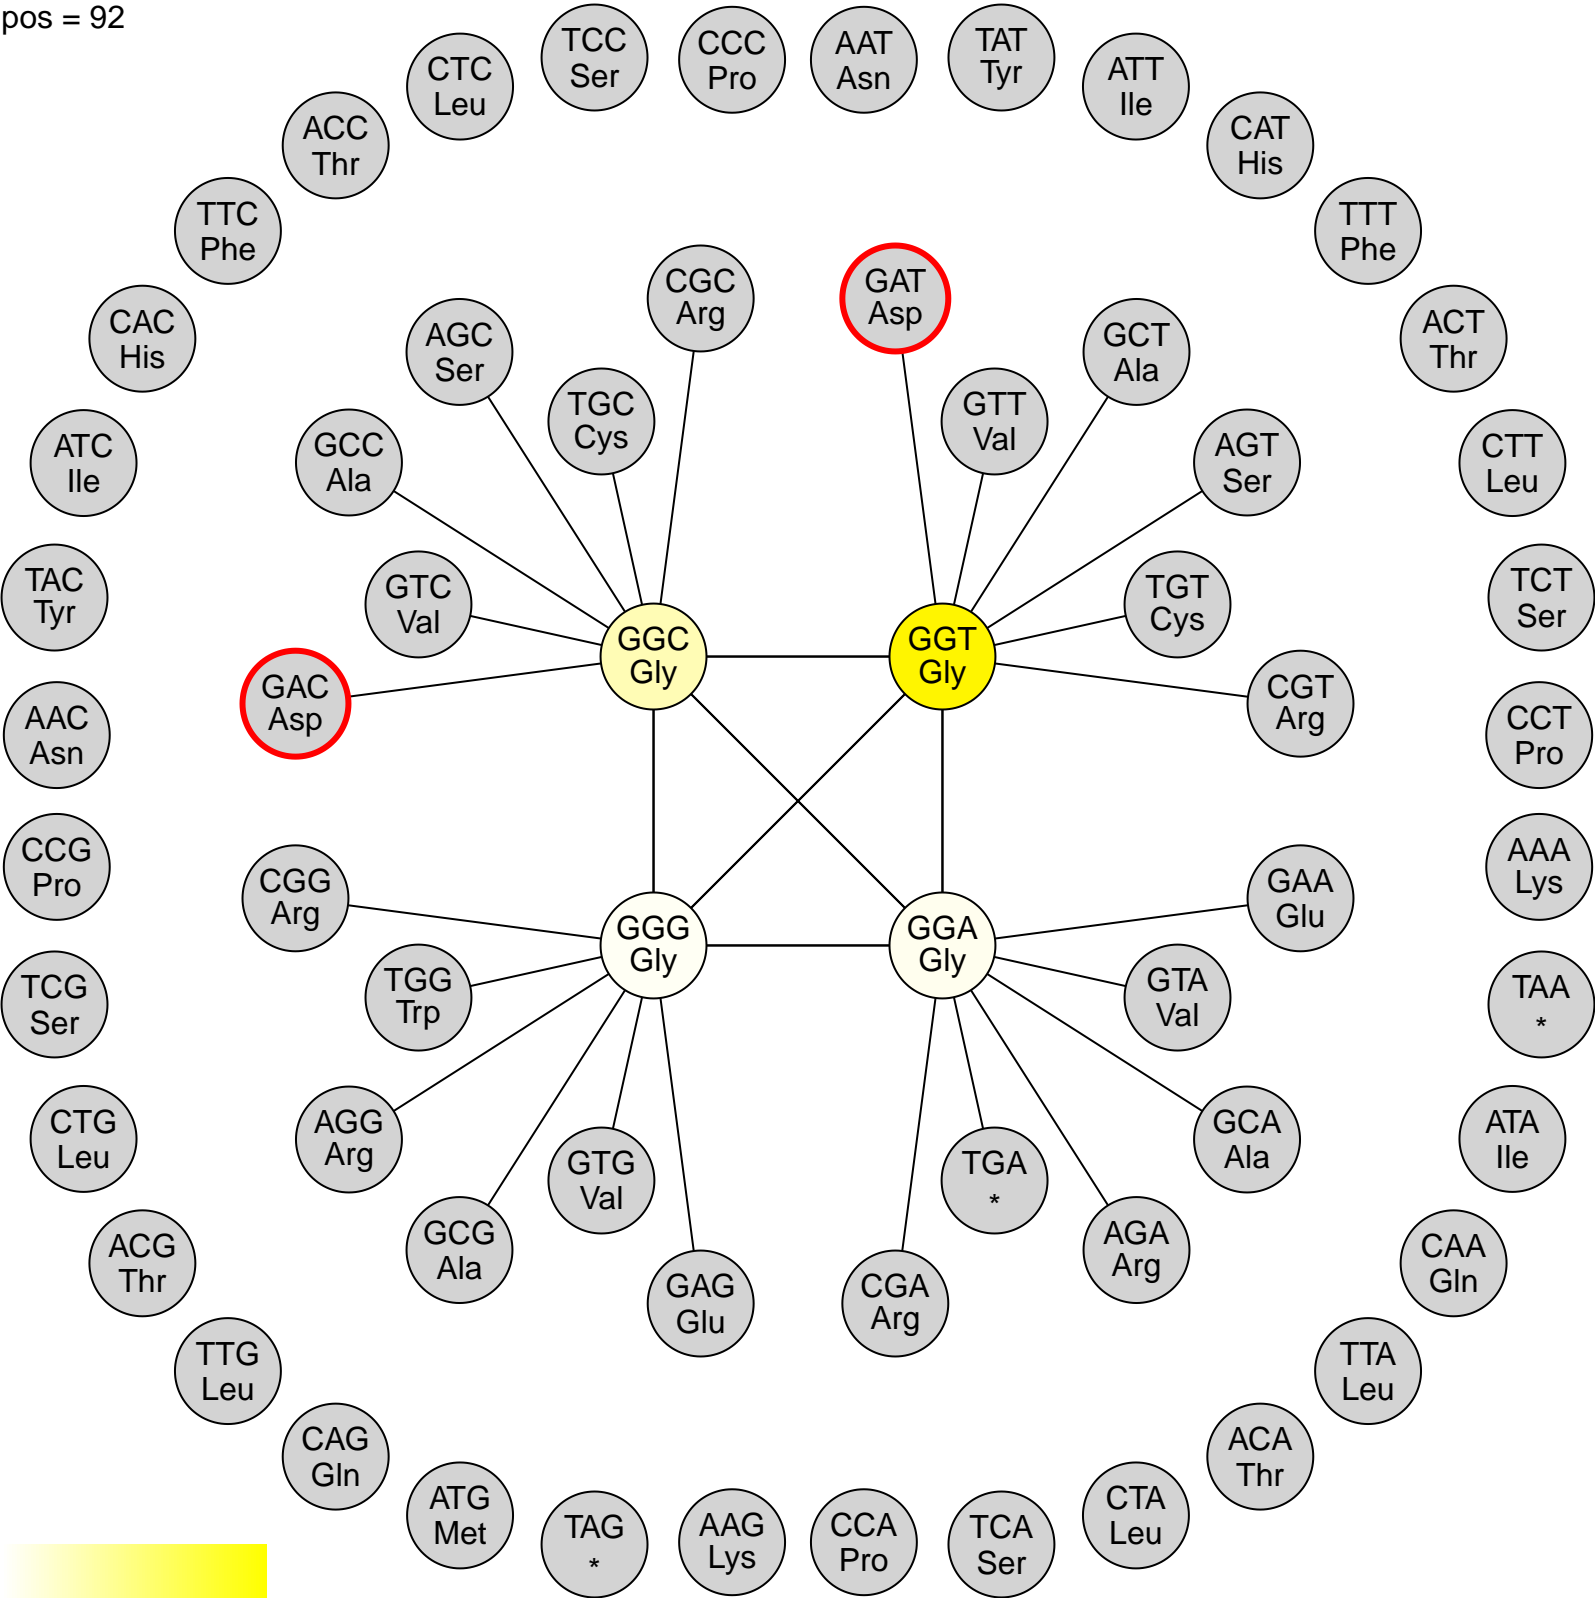 pos = 92
TCC
Ser
CCC
Pro
AAT
Asn
TAT
Tyr
CTC
Leu
ATT
Ile
ACC
Thr
CAT
His
TTC
Phe
TTT
Phe
CGC
Arg
GAT
Asp
CAC
His
ACT
Thr
AGC
Ser
GCT
Ala
TGC
Cys
GTT
Val
ATC
Ile
GCC
Ala
AGT
Ser
CTT
Leu
TAC
Tyr
GTC
Val
TGT
Cys
TCT
Ser
GGC
Gly
GGT
Gly
GAC
Asp
CGT
Arg
AAC
Asn
CCT
Pro
CCG
Pro
AAA
Lys
CGG
Arg
GAA
Glu
GGG
Gly
GGA
Gly
TCG
Ser
TGG
Trp
GTA
Val
TAA
*
CTG
Leu
AGG
Arg
GCA
Ala
ATA
Ile
GTG
Val
TGA
*
GCG
Ala
AGA
Arg
ACG
Thr
CAA
Gln
GAG
Glu
CGA
Arg
TTG
Leu
TTA
Leu
CAG
Gln
ACA
Thr
ATG
Met
CTA
Leu
TAG
*
AAG
Lys
CCA
Pro
TCA
Ser